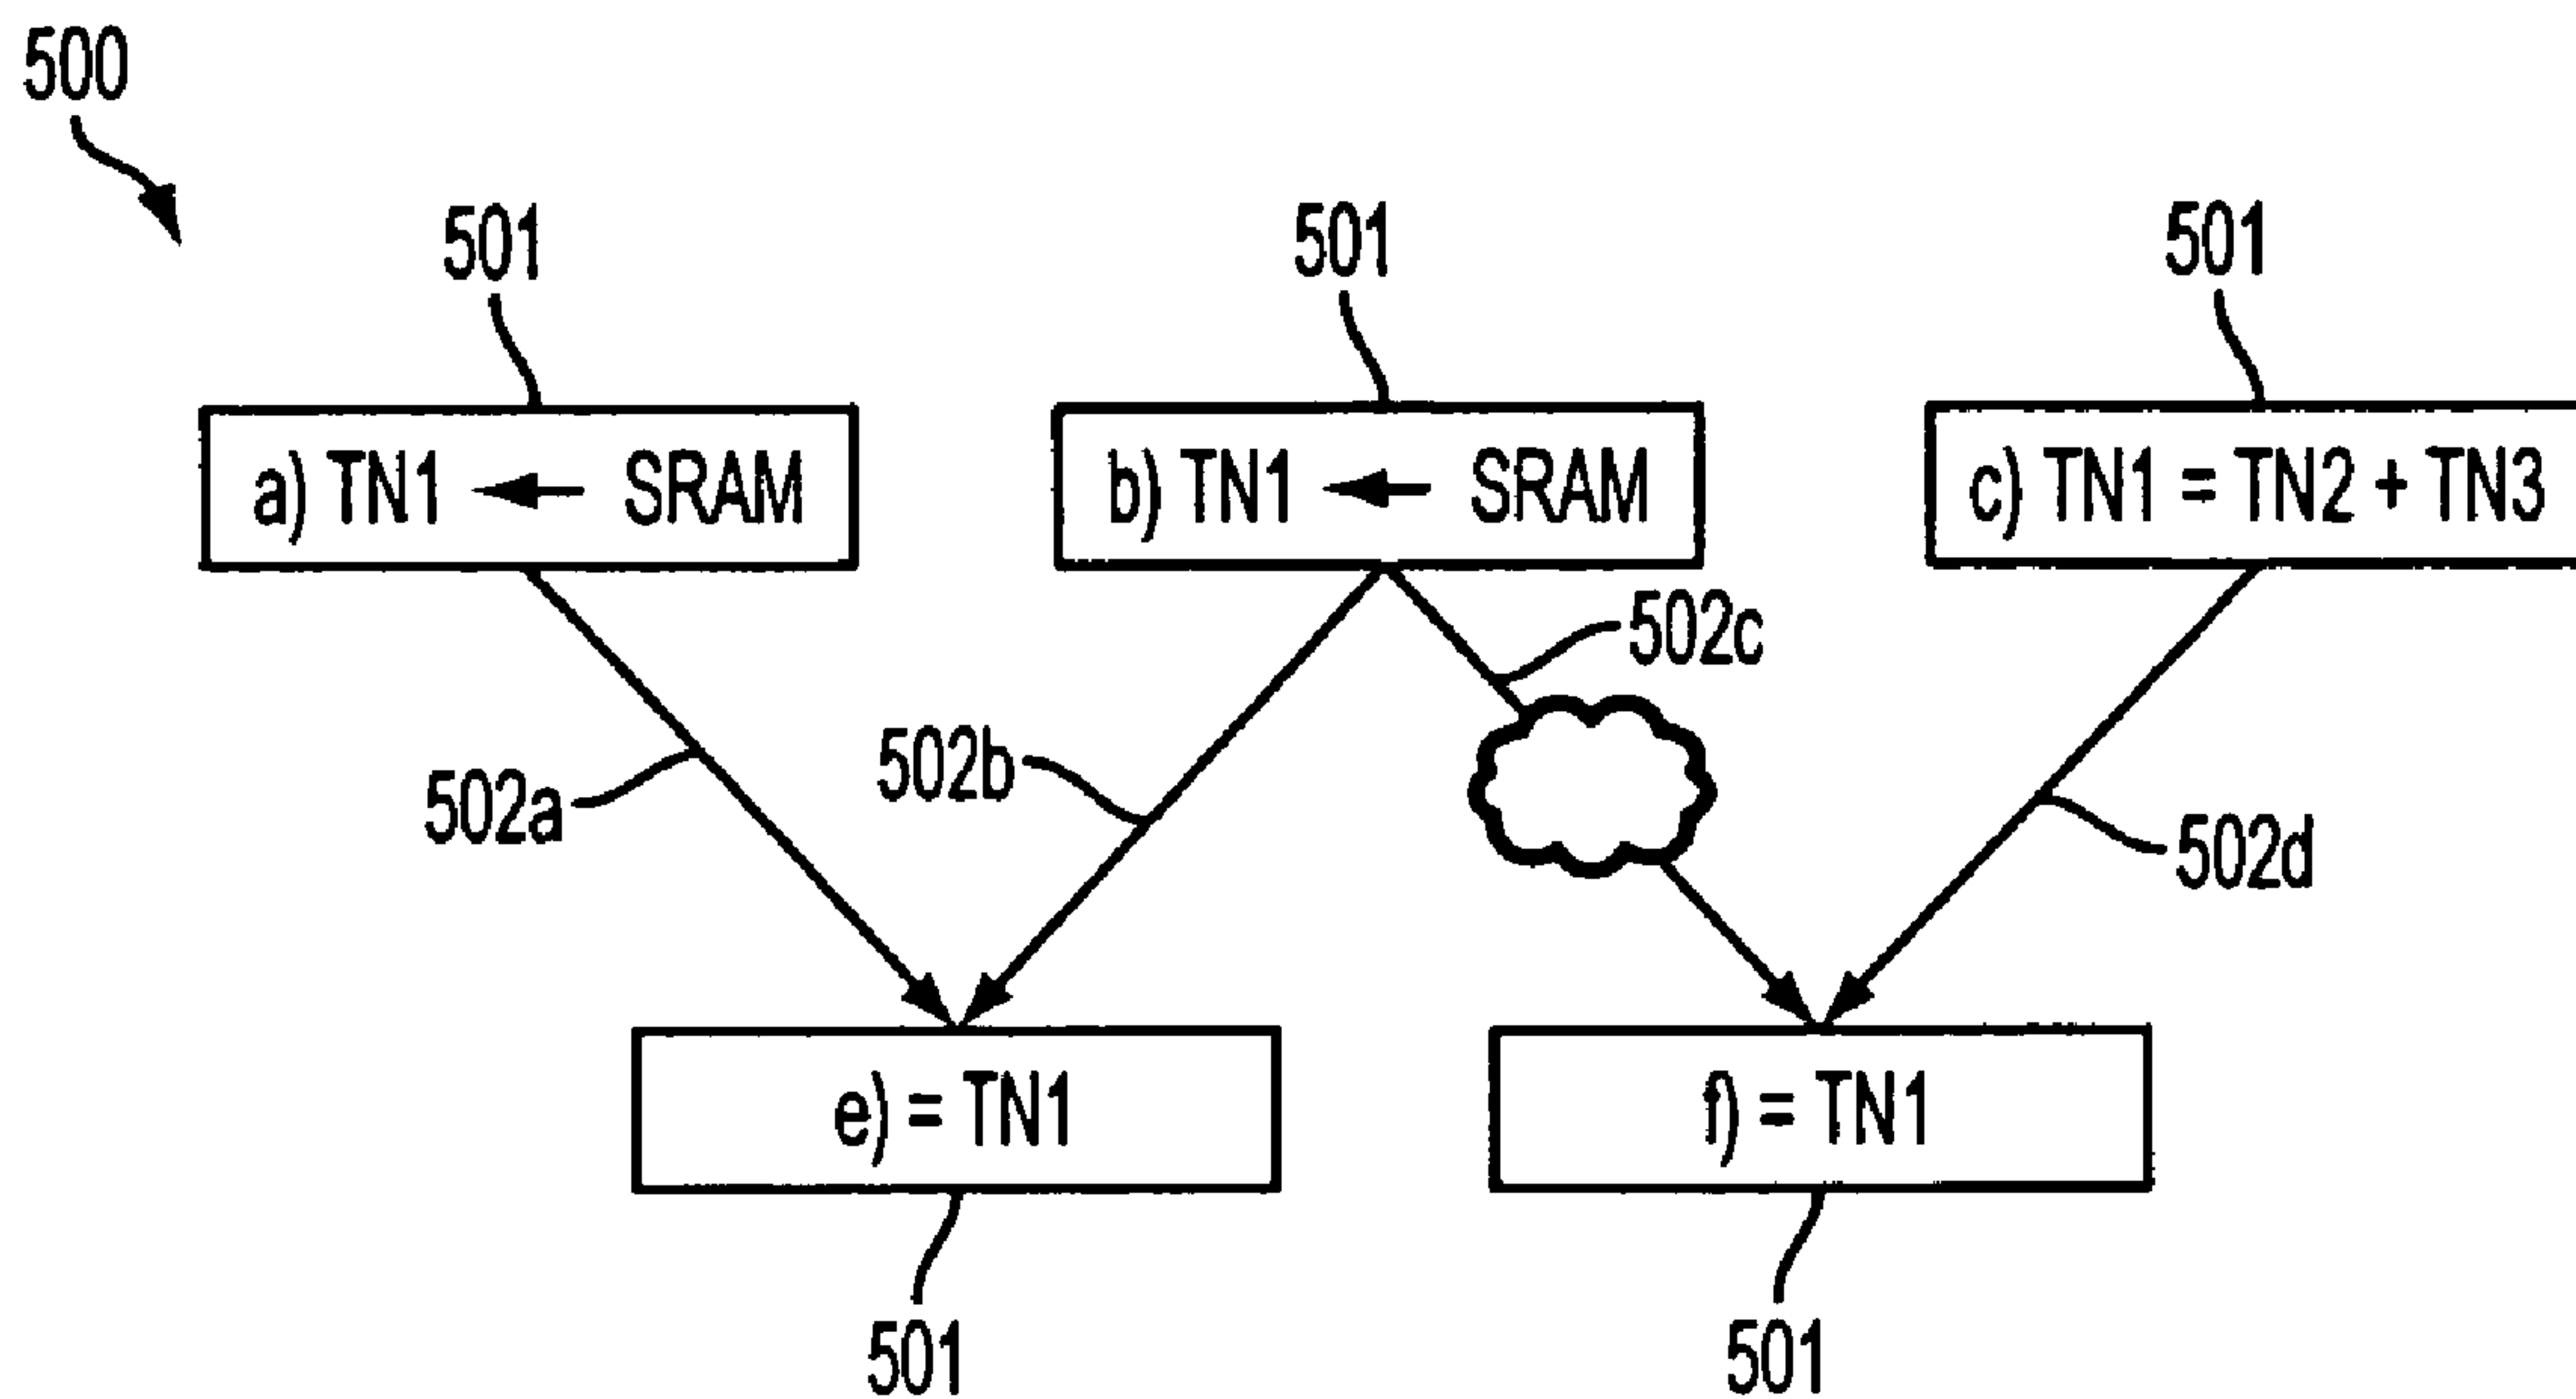 500
501
501
501
a) TN1 ← SRAM
b) TN1 ← SRAM
c) TN1 = TN2 + TN3
502c
502b
502a
502d
e) = TN1
f) = TN1
501
501